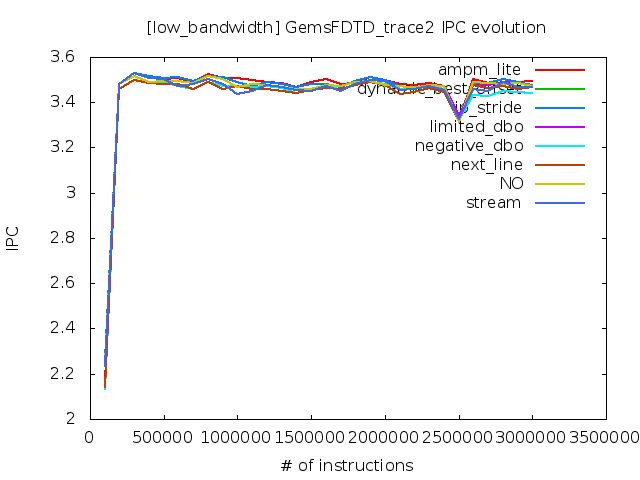 [low_bandwidth] GemsFDTD_trace2 IPC evolution
3.6
3.4
3.2
3
2.8
2.6
2.4
2.2
2
IPC
ampm_lite
ip_stride
limited_dbo
negative_dbo
next_line
NO
stream
0
500000
1000000
1500000
2000000
2500000
3000000
3500000
# of instructions